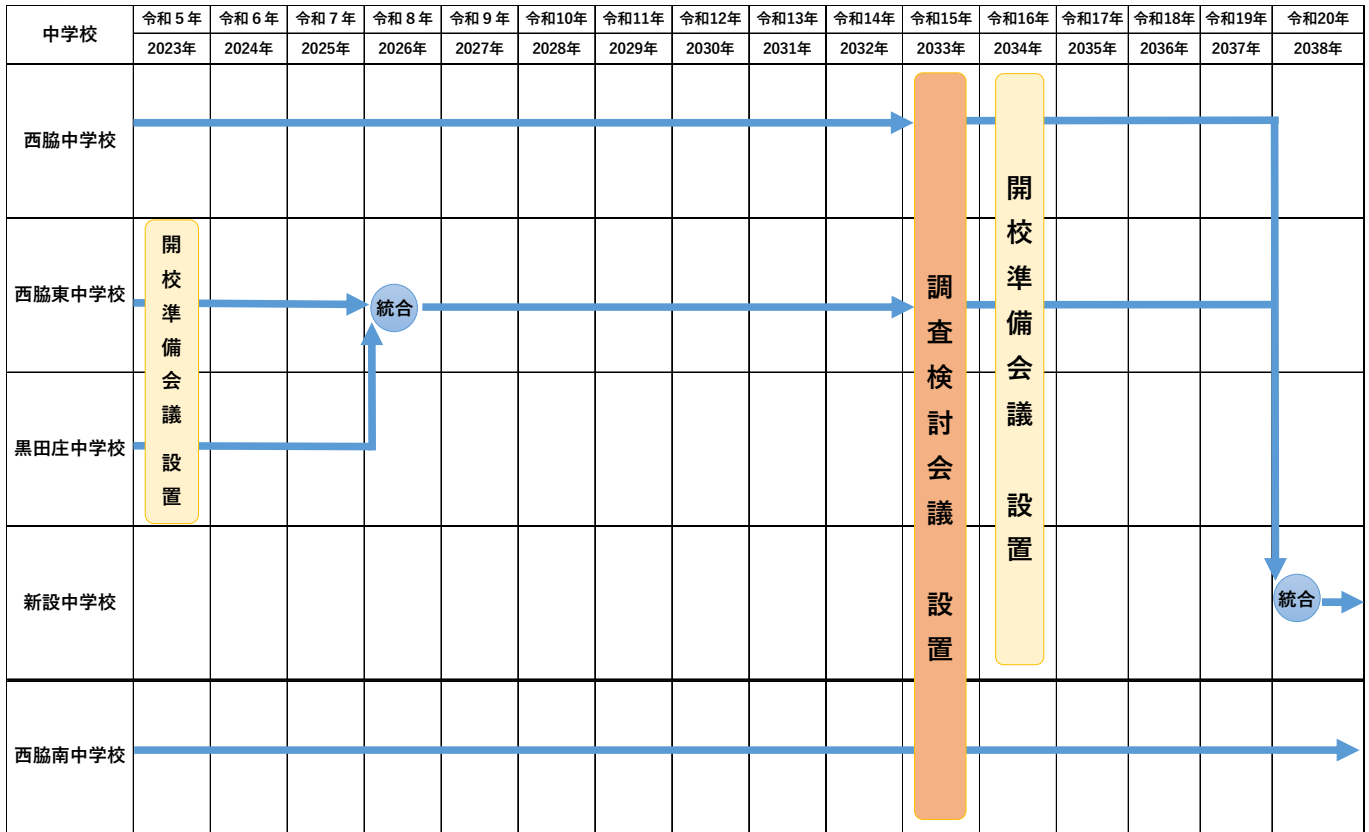 中学校
令和５年 令和６年 令和７年 令和８年 令和９年 令和10年 令和11年 令和12年 令和13年 令和14年 令和15年 令和16年 令和17年 令和18年 令和19年 令和20年
2023年 2024年 2025年 2026年 2027年 2028年 2029年 2030年 2031年 2032年 2033年 2034年 2035年 2036年 2037年 2038年
西脇中学校
西脇東中学校
黒田庄中学校
新設中学校
西脇南中学校
開校準備会議 設置
統合
調査検討会議 設置
開校準備会議 設置
統合